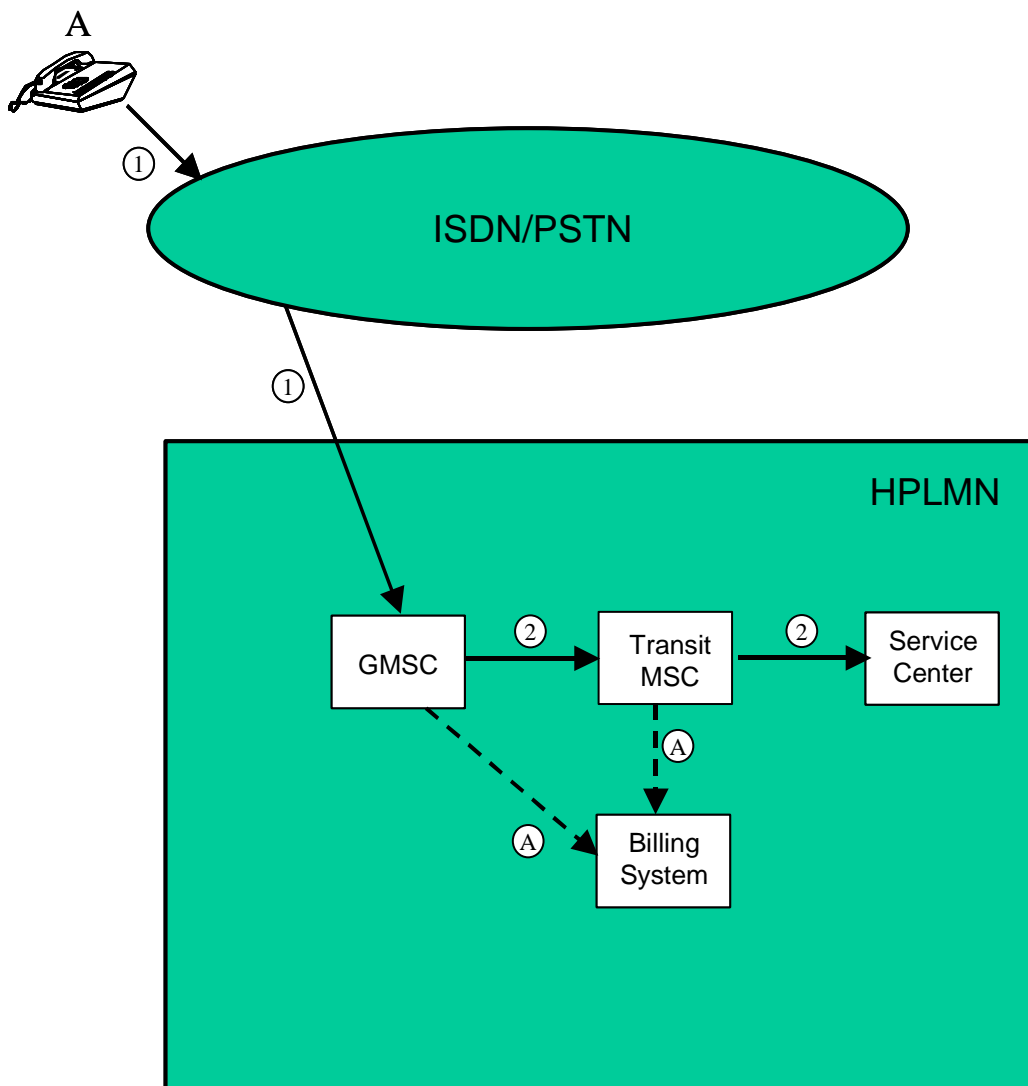 A
1
ISDN/PSTN
1
HPLMN
GMSC
2
Transit
MSC
2
Service
Center
A
A
Billing
System